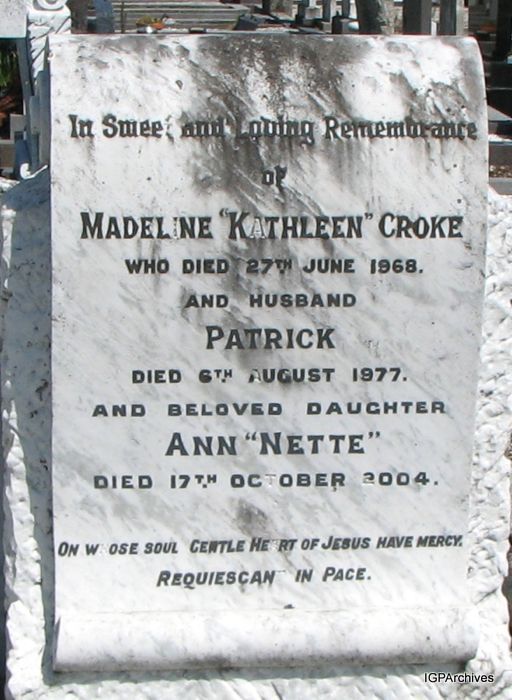 In Sweet and Loving Remembrance
of
MADELINE "KATHLEEN" CROKE
WHO DIED 27TH JUNE 1968.
AND HUSBAND
PATRICK
DIED 6TH AUGUST 1977.
AND BELOVED DAUGHTER
ANN "NETTE"
DIED 17TH OCTOBER 2004.
ON WHOSE SOUL GENTLE HEART OF JESUS HAVE MERCY.
REQUIESCANT IN PACE.
IGPArchives